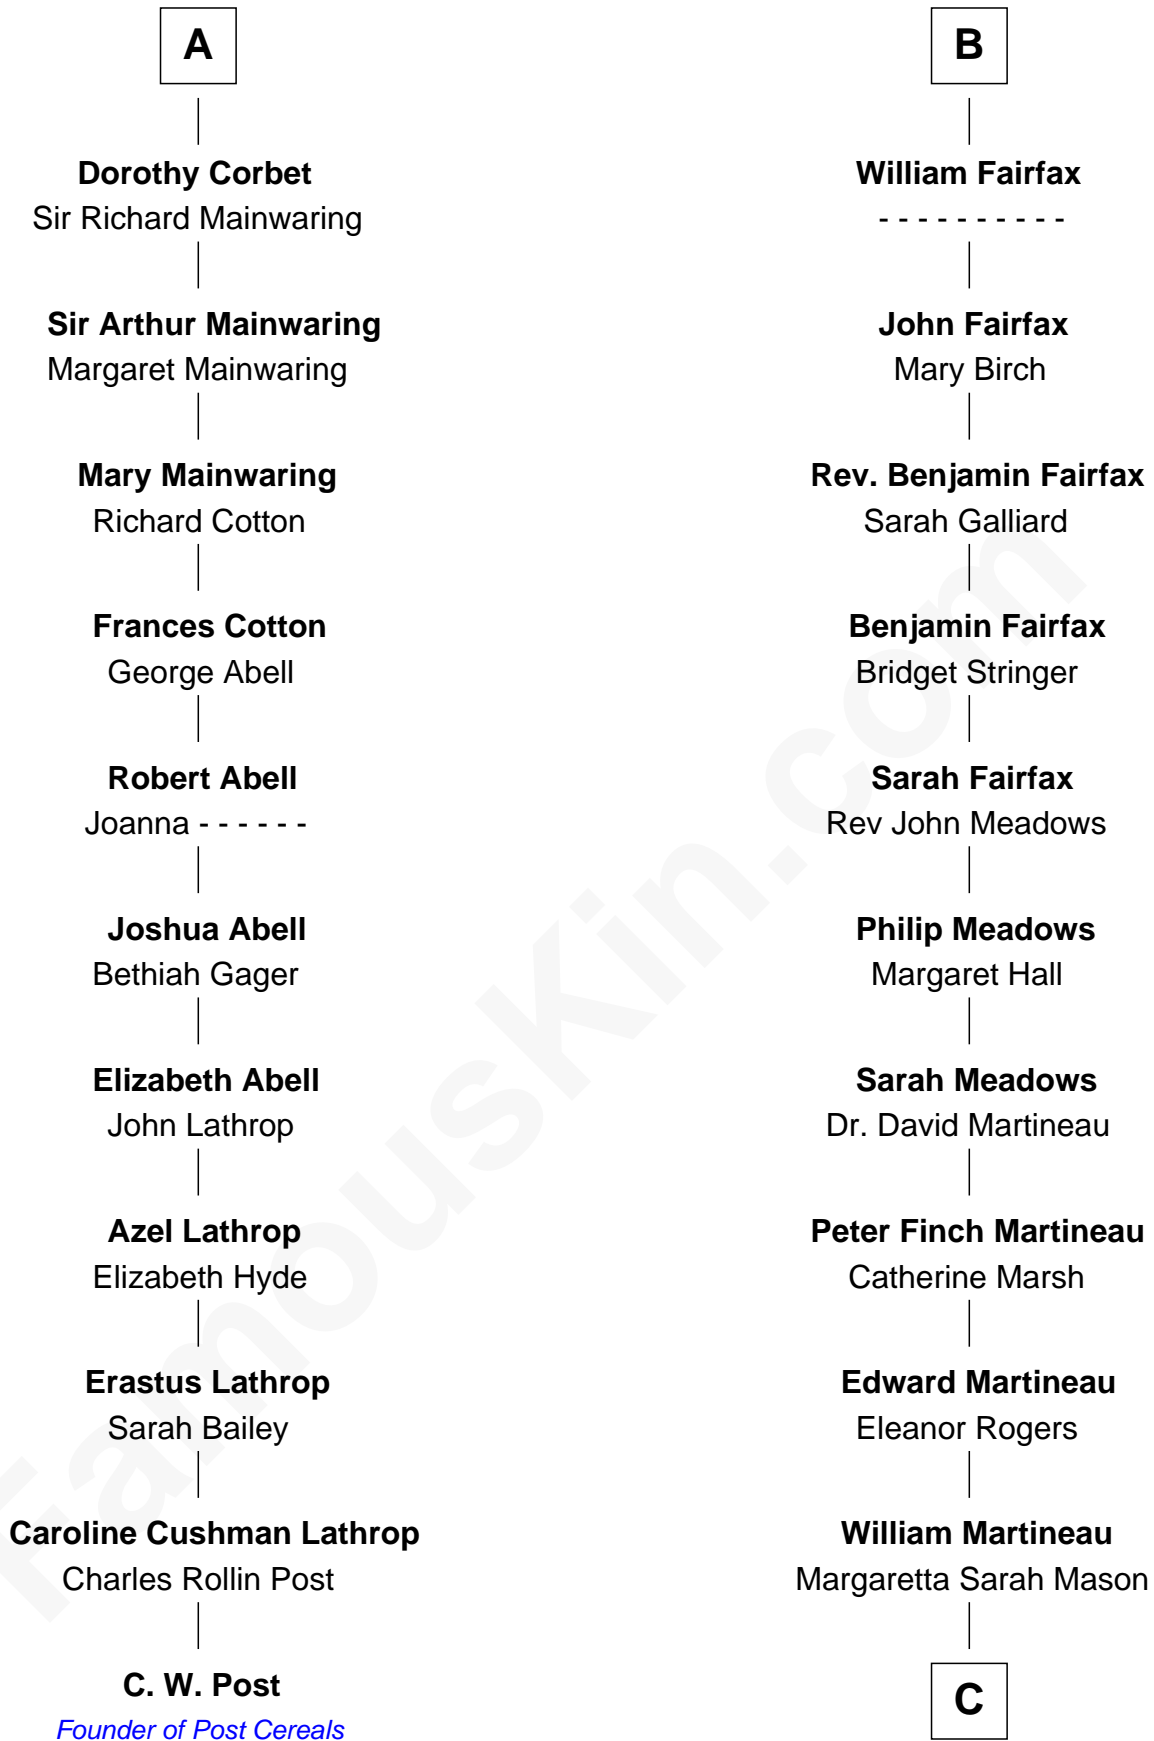 A
Dorothy Corbet
Sir Richard Mainwaring
Sir Arthur Mainwaring
Margaret Mainwaring
Mary Mainwaring
Richard Cotton
Frances Cotton
George Abell
Robert Abell
Joanna - - - - - -
Joshua Abell
Bethiah Gager
Elizabeth Abell
John Lathrop
Azel Lathrop
Elizabeth Hyde
Erastus Lathrop
Sarah Bailey
Caroline Cushman Lathrop
Charles Rollin Post
C. W. Post
Founder of Post Cereals
B
William Fairfax
- - - - - - - - - -
John Fairfax
Mary Birch
Rev. Benjamin Fairfax
Sarah Galliard
Benjamin Fairfax
Bridget Stringer
Sarah Fairfax
Rev John Meadows
Philip Meadows
Margaret Hall
Sarah Meadows
Dr. David Martineau
Peter Finch Martineau
Catherine Marsh
Edward Martineau
Eleanor Rogers
William Martineau
Margaretta Sarah Mason
C
FamousKin.com